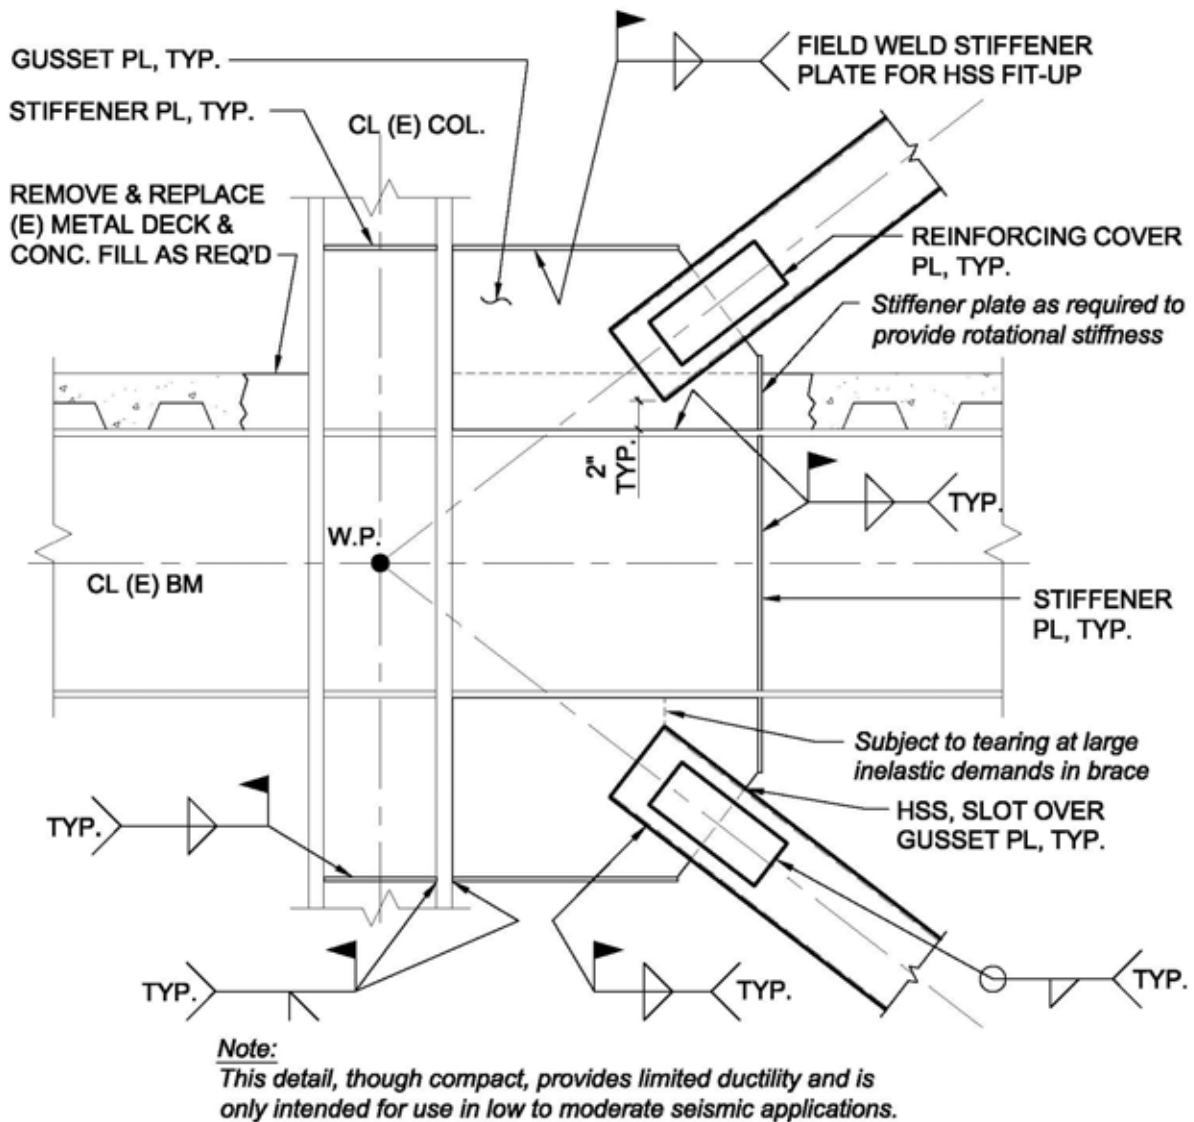 GUSSET PL, TYP.
STIFFENER PL, TYP.
CL (E) COL.
FIELD WELD STIFFENER
PLATE FOR HSS FIT-UP
REMOVE & REPLACE
(E) METAL DECK &
CONC. FILL AS REQ'D
REINFORCING COVER
PL, TYP.
Stiffener plate as required to
provide rotational stiffness
2"
TYP.
TYP.
W.P.
CL (E) BM
STIFFENER
PL, TYP.
Subject to tearing at large
inelastic demands in brace
HSS, SLOT OVER
GUSSET PL, TYP.
TYP.
TYP.
TYP.
TYP.
Note:
This detail, though compact, provides limited ductility and is
only intended for use in low to moderate seismic applications.